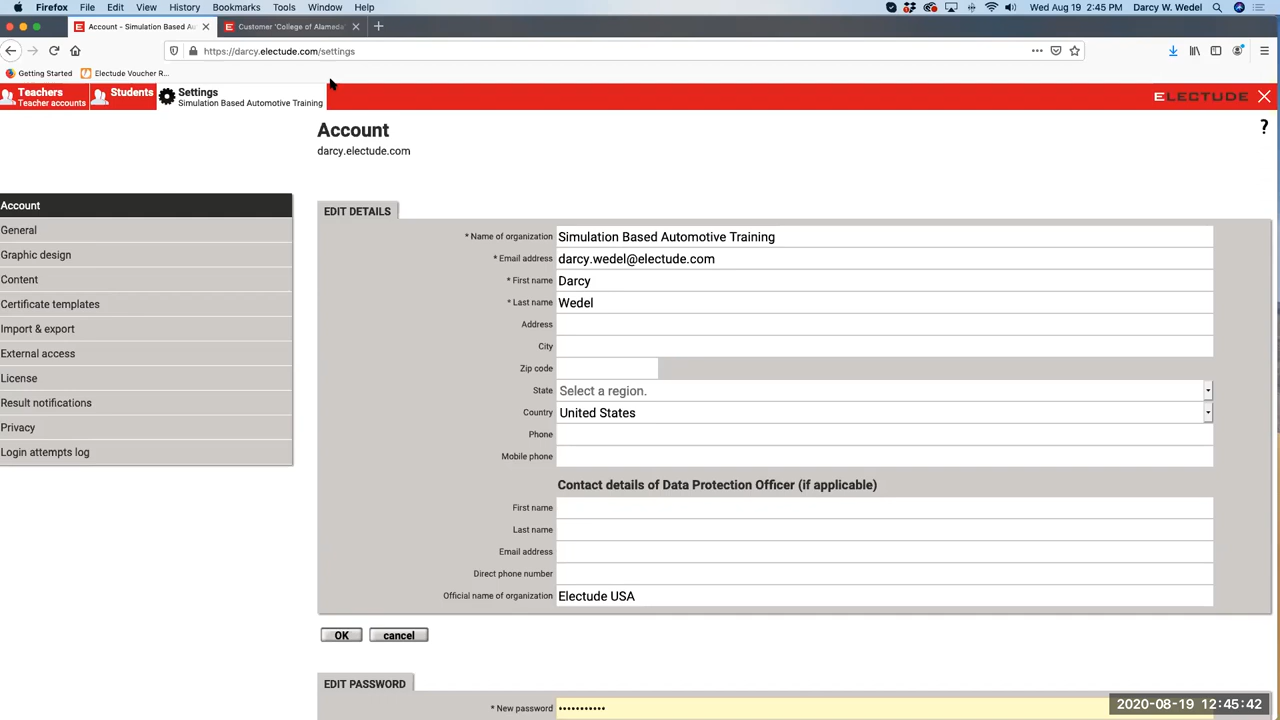 Firefox File Edit View History Bookmarks Tools Window Help Wed Aug 19 2:45 PM Darcy W. Wedel
Account - Simulation Based Au
Customer 'College of Alameda'
https://darcy.electude.com/settings
Getting Started Electude Voucher R...
Teachers
Teacher accounts
Students
Settings
Simulation Based Automotive Training
ELECTUDE
Account
?
darcy.electude.com
Account
General
Graphic design
Content
Certificate templates
Import & export
External access
License
Result notifications
Privacy
Login attempts log
EDIT DETAILS
* Name of organization Simulation Based Automotive Training
* Email address darcy.wedel@electude.com
* First name Darcy
* Last name Wedel
Address
City
Zip code
State Select a region.
Country United States
Phone
Mobile phone
Contact details of Data Protection Officer (if applicable)
First name
Last name
Email address
Direct phone number
Official name of organization Electude USA
OK cancel
EDIT PASSWORD
* New password •••••••••••
2020-08-19 12:45:42